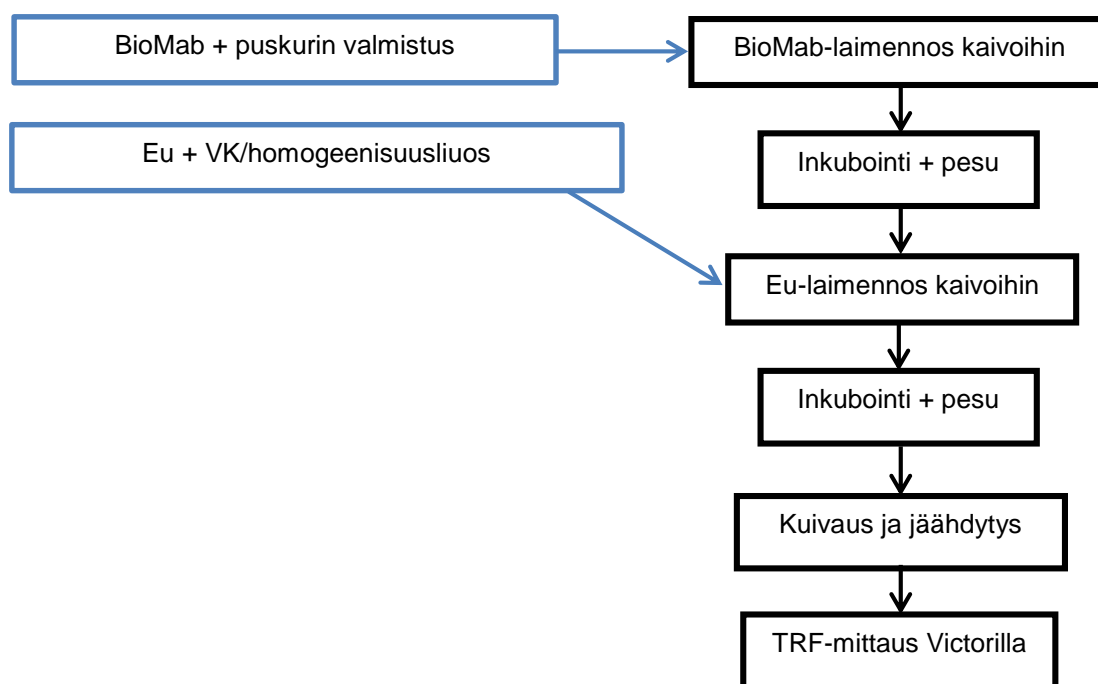 BioMab + puskurin valmistus
BioMab-laimennos kaivoihin
Inkubointi + pesu
Eu + VK/homogeenisuusliuos
Eu-laimennos kaivoihin
Inkubointi + pesu
Kuivaus ja jäähdytys
TRF-mittaus Victorilla